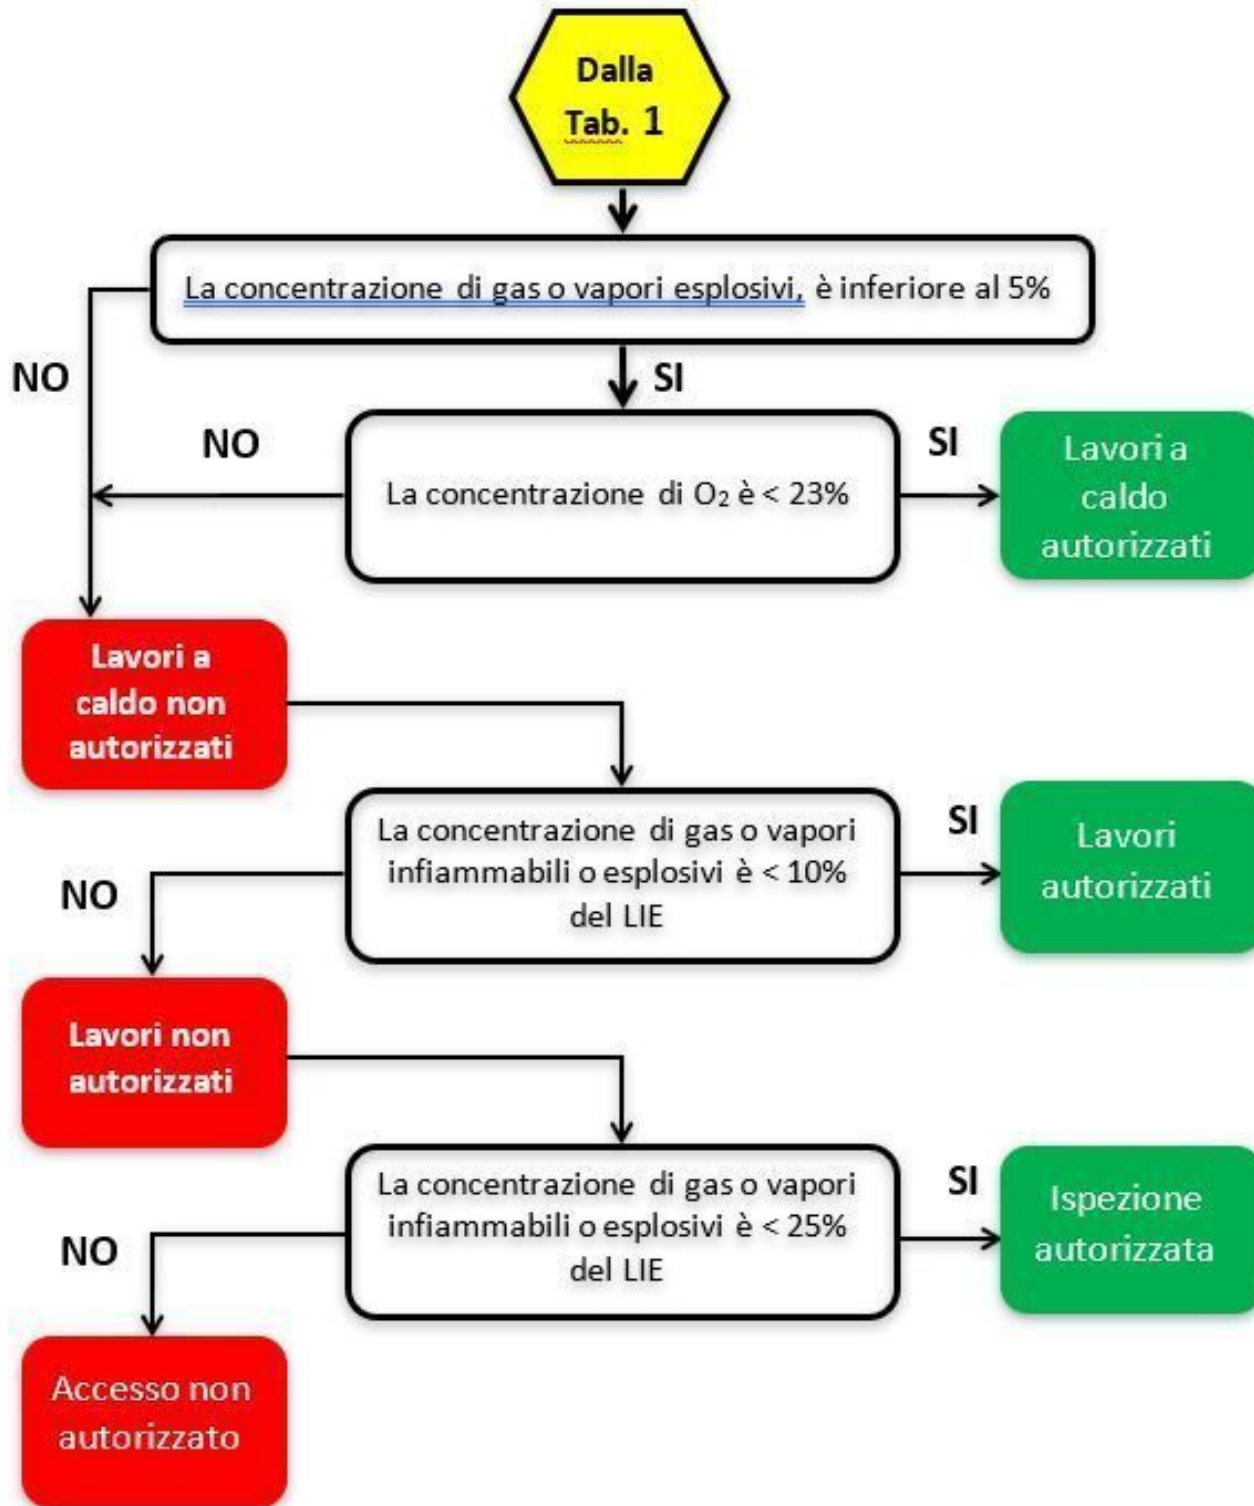 Dalla
Tab. 1
La concentrazione di gas o vapori esplosivi, è inferiore al 5%
NO
SI
NO
SI
La concentrazione di O₂ è < 23%
Lavori a
caldo
autorizzati
Lavori a
caldo non
autorizzati
La concentrazione di gas o vapori
infiammabili o esplosivi è < 10%
del LIE
SI
Lavori
autorizzati
NO
Lavori non
autorizzati
La concentrazione di gas o vapori
infiammabili o esplosivi è < 25%
del LIE
SI
Ispezione
autorizzata
NO
Accesso non
autorizzato